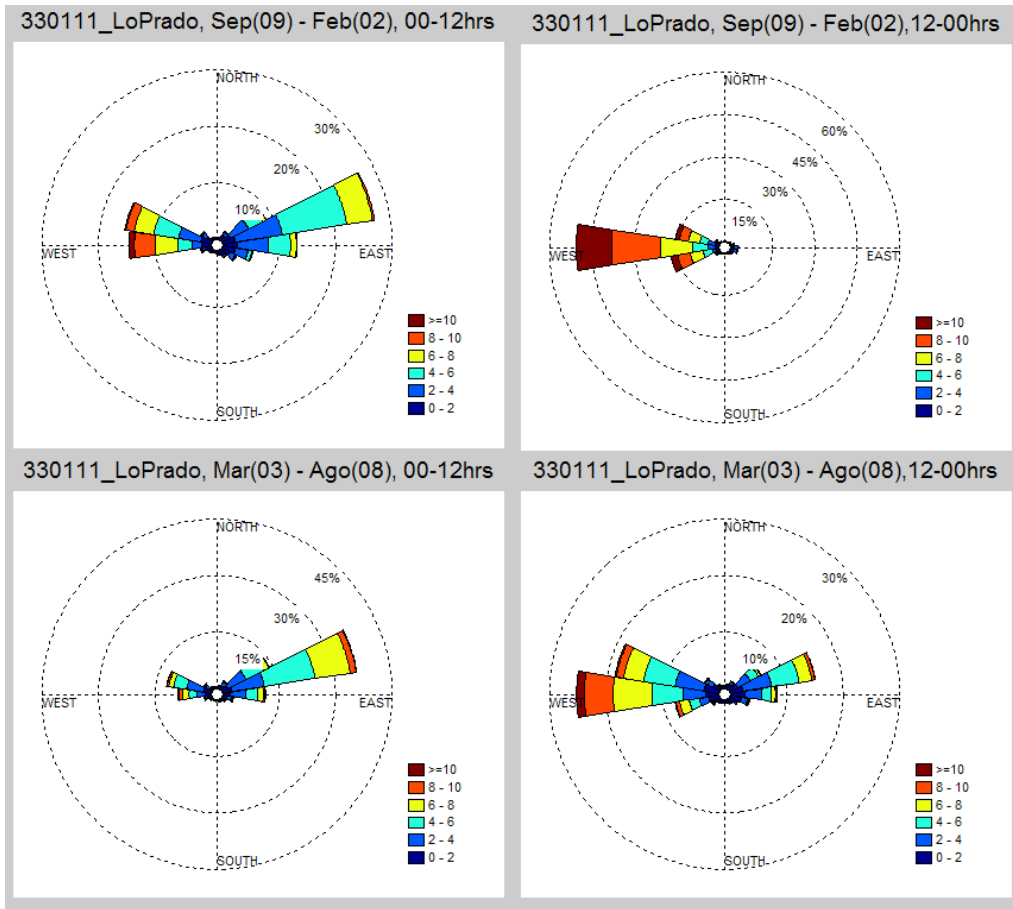 330111_LoPrado, Sep(09) - Feb(02), 00-12hrs
NORTH
30%
20%
10%
WEST
EAST
SOUTH
>=10
8 - 10
6 - 8
4 - 6
2 - 4
0 - 2
330111_LoPrado, Sep(09) - Feb(02),12-00hrs
NORTH
60%
45%
30%
15%
WEST
EAST
SOUTH
>=10
8 - 10
6 - 8
4 - 6
2 - 4
0 - 2
330111_LoPrado, Mar(03) - Ago(08), 00-12hrs
NORTH
45%
30%
15%
WEST
EAST
SOUTH
>=10
8 - 10
6 - 8
4 - 6
2 - 4
0 - 2
330111_LoPrado, Mar(03) - Ago(08),12-00hrs
NORTH
30%
20%
10%
WEST
EAST
SOUTH
>=10
8 - 10
6 - 8
4 - 6
2 - 4
0 - 2